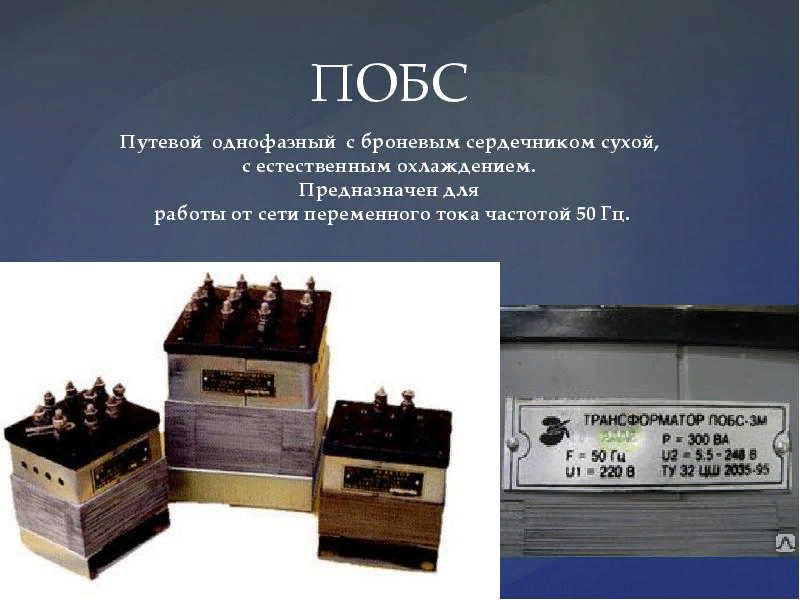 ПОБС
Путевой однофазный с броневым сердечником сухой,
с естественным охлаждением.
Предназначен для
работы от сети переменного тока частотой 50 Гц.
ТРАНСФОРМАТОР ПОБС-3М
P = 300 ВА
F = 50 Гц
U2 = 5.5 - 248 В
U1 = 220 В
ТУ 32 ЦШ 2035-95